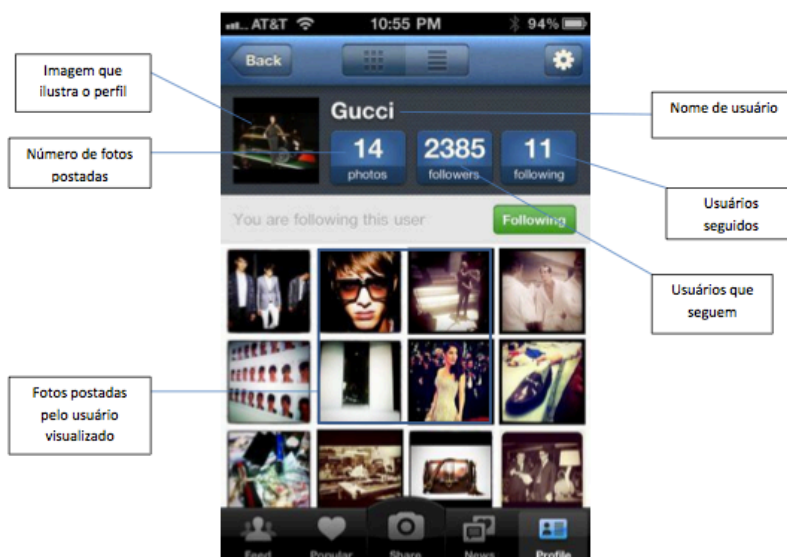 AT&T 10:55 PM 94%
Back
Imagem que
ilustra o perfil
Gucci
Nome de usuário
Número de fotos
postadas
14 2385 11
photos followers following
Usuários
seguidos
You are following this user Following
Usuários que
seguem
Fotos postadas
pelo usuário
visualizado
Feed Popular Share News Profile